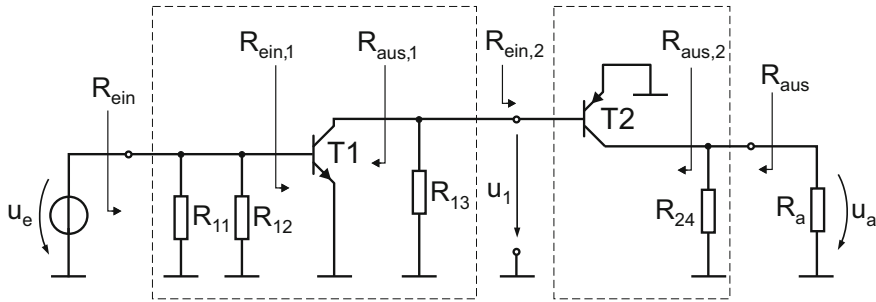 R_ein,1
R_aus,1
R_ein,2
R_aus,2
R_ein
R_aus
T1
T2
u_e
R_11
R_12
R_13
u_1
R_24
R_a
u_a